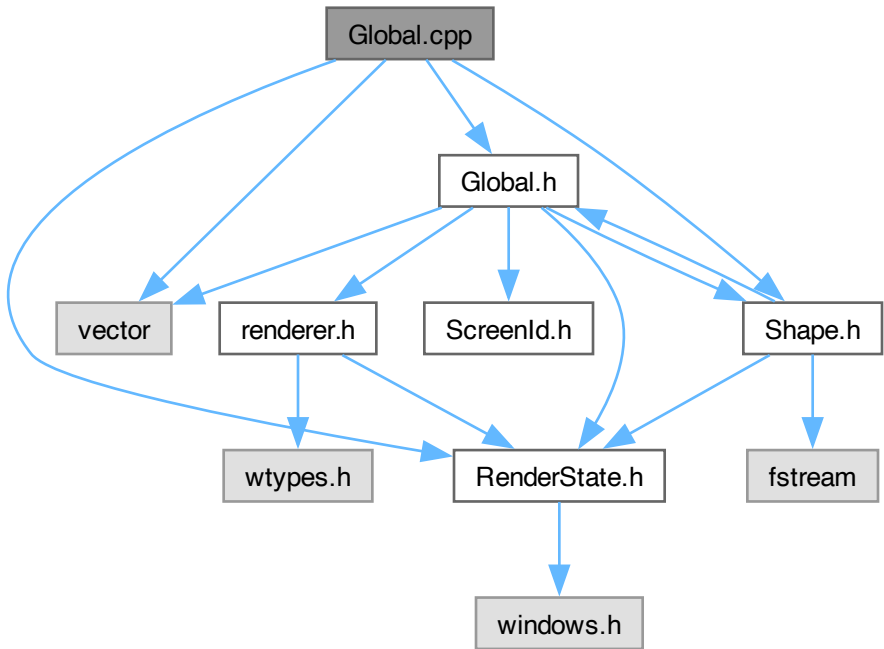 Global.cpp
Global.h
vector
renderer.h
ScreenId.h
Shape.h
wtypes.h
RenderState.h
fstream
windows.h